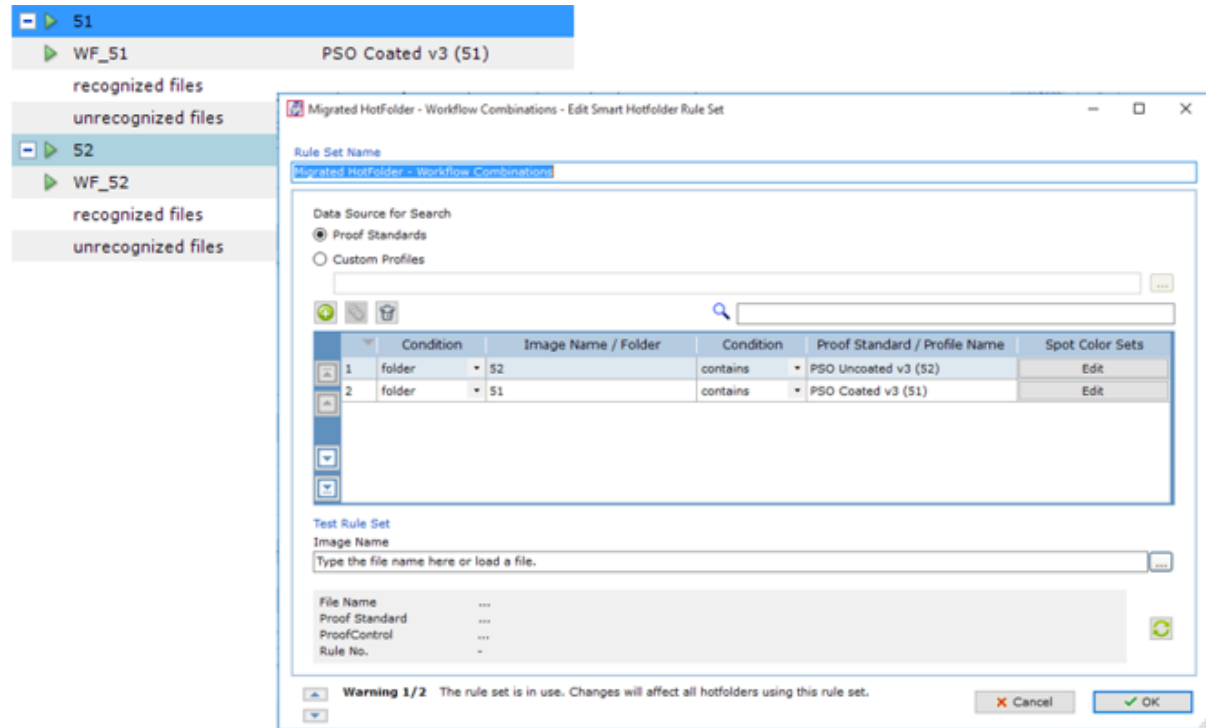 51
WF_51 PSO Coated v3 (51)
recognized files
unrecognized files
52
WF_52
recognized files
unrecognized files
Migrated HotFolder - Workflow Combinations - Edit Smart Hotfolder Rule Set
Rule Set Name
Migrated HotFolder - Workflow Combinations
Data Source for Search
Proof Standards
Custom Profiles
...
Condition Image Name / Folder Condition Proof Standard / Profile Name Spot Color Sets
1 folder 52 contains PSO Uncoated v3 (52) Edit
2 folder 51 contains PSO Coated v3 (51) Edit
Test Rule Set
Image Name
Type the file name here or load a file. ...
File Name ...
Proof Standard ...
ProofControl ...
Rule No. -
Warning 1/2 The rule set is in use. Changes will affect all hotfolders using this rule set.
Cancel OK